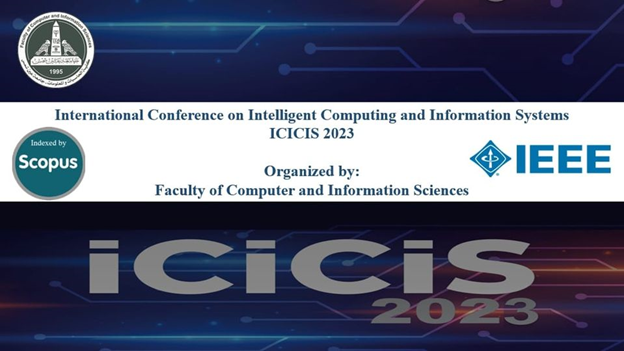 Faculty of Computer and Information Sciences
1995
International Conference on Intelligent Computing and Information Systems
ICICIS 2023
Indexed by
Scopus
IEEE
Organized by:
Faculty of Computer and Information Sciences
iCiCiS
2023